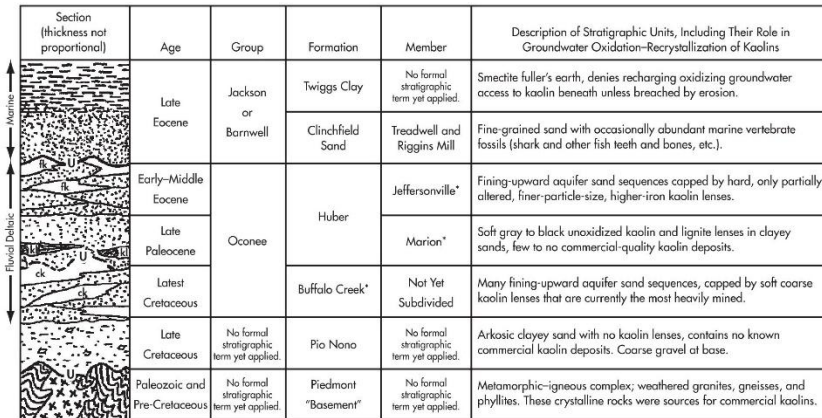 Section
(thickness not
proportional)
Age
Group
Formation
Member
Description of Stratigraphic Units, Including Their Role in
Groundwater Oxidation–Recrystallization of Kaolins
Marine
Fluvial Deltaic
Late
Eocene
Jackson
or
Barnwell
Twiggs Clay
No formal
stratigraphic
term yet applied.
Smectite fuller's earth, denies recharging oxidizing groundwater
access to kaolin beneath unless breached by erosion.
Clinchfield
Sand
Treadwell and
Riggins Mill
Fine-grained sand with occasionally abundant marine vertebrate
fossils (shark and other fish teeth and bones, etc.).
U
fk
fk
Early–Middle
Eocene
Oconee
Huber
Jeffersonville*
Fining-upward aquifer sand sequences capped by hard, only partially
altered, finer-particle-size, higher-iron kaolin lenses.
kl
kl
U
Late
Paleocene
Marion*
Soft gray to black unoxidized kaolin and lignite lenses in clayey
sands, few to no commercial-quality kaolin deposits.
ck
ck
Latest
Cretaceous
Buffalo Creek*
Not Yet
Subdivided
Many fining-upward aquifer sand sequences, capped by soft coarse
kaolin lenses that are currently the most heavily mined.
Late
Cretaceous
No formal
stratigraphic
term yet applied.
Pio Nono
No formal
stratigraphic
term yet applied.
Arkosic clayey sand with no kaolin lenses, contains no known
commercial kaolin deposits. Coarse gravel at base.
U
Paleozoic and
Pre-Cretaceous
No formal
stratigraphic
term yet applied.
Piedmont
"Basement"
No formal
stratigraphic
term yet applied.
Metamorphic–igneous complex; weathered granites, gneisses, and
phyllites. These crystalline rocks were sources for commercial kaolins.